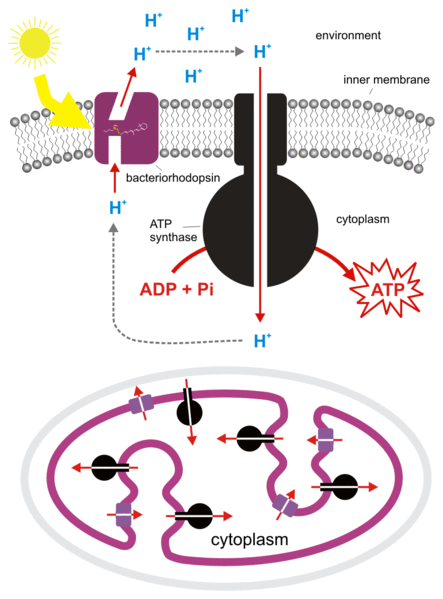 H⁺
environment
H⁺
H⁺
H⁺
H⁺
inner membrane
bacteriorhodopsin
H⁺
ATP
synthase
cytoplasm
ADP + Pi
ATP
H⁺
cytoplasm